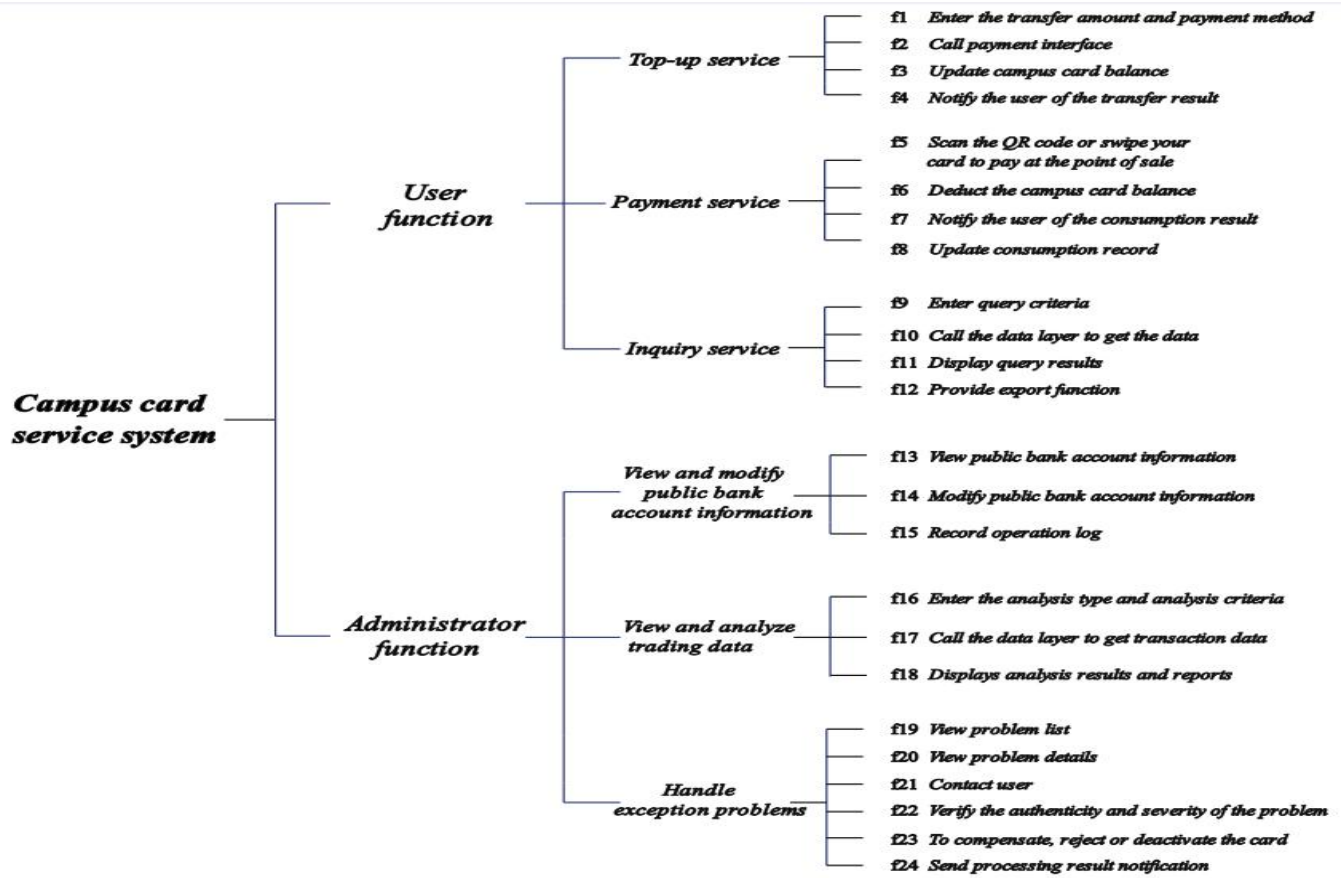 f1 Enter the transfer amount and payment method
Top-up service
f2 Call payment interface
f3 Update campus card balance
f4 Notify the user of the transfer result
f5 Scan the QR code or swipe your
card to pay at the point of sale
User
function
Payment service
f6 Deduct the campus card balance
f7 Notify the user of the consumption result
f8 Update consumption record
f9 Enter query criteria
Inquiry service
f10 Call the data layer to get the data
f11 Display query results
f12 Provide export function
Campus card
service system
View and modify
public bank
account information
f13 View public bank account information
f14 Modify public bank account information
f15 Record operation log
Administrator
function
View and analyze
trading data
f16 Enter the analysis type and analysis criteria
f17 Call the data layer to get transaction data
f18 Displays analysis results and reports
Handle
exception problems
f19 View problem list
f20 View problem details
f21 Contact user
f22 Verify the authenticity and severity of the problem
f23 To compensate, reject or deactivate the card
f24 Send processing result notification